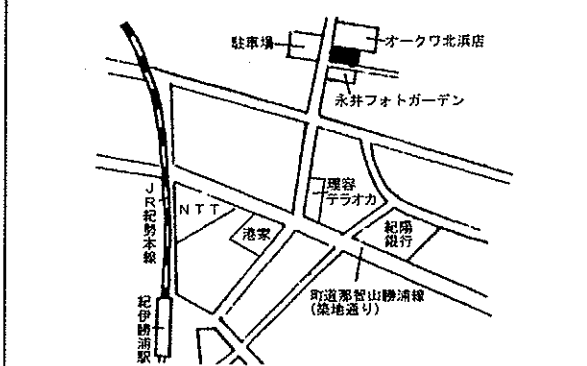 駐車場
オークワ北浜店
永井フォトガーデン
理容
テラオカ
JR紀勢本線
NTT
港家
紀陽
銀行
町道那智山勝浦線
(築地通り)
紀伊勝浦駅